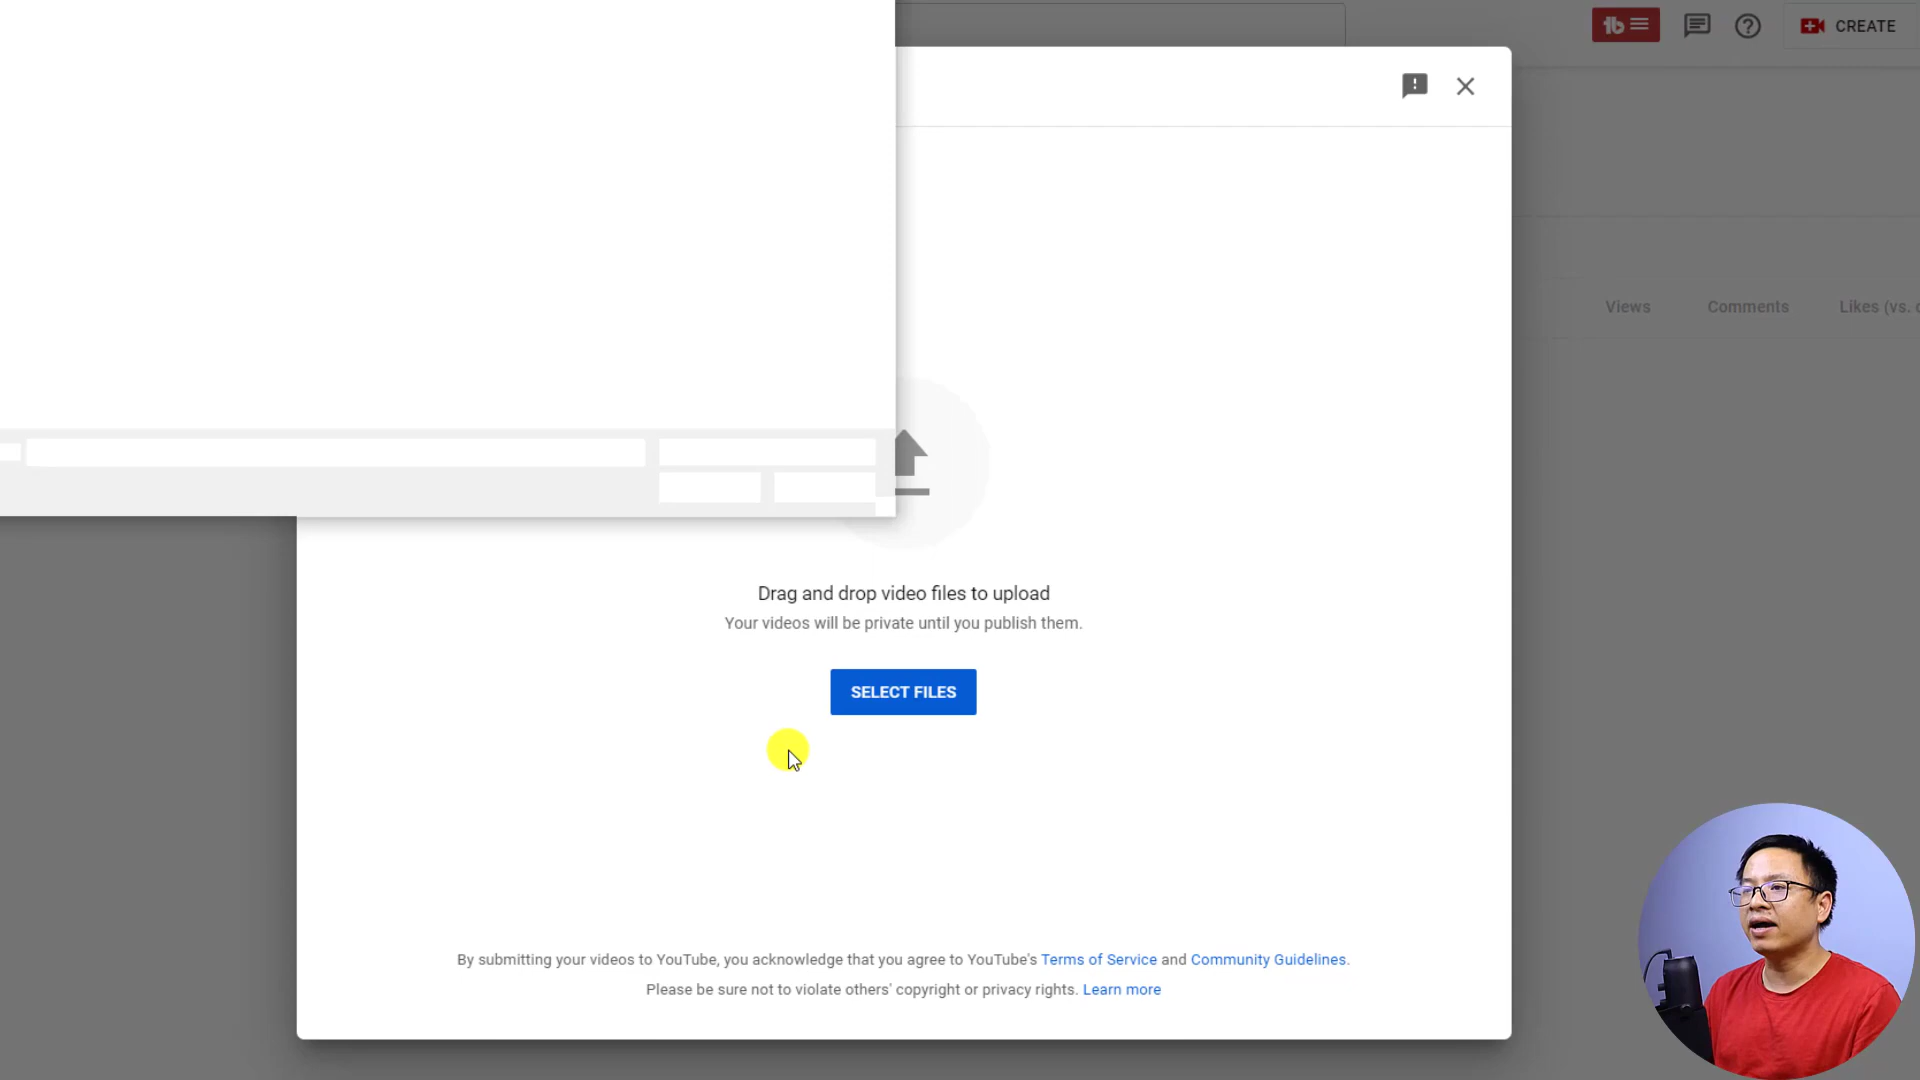 CREATE
Views Comments Likes (vs.
Drag and drop video files to upload
Your videos will be private until you publish them.
SELECT FILES
By submitting your videos to YouTube, you acknowledge that you agree to YouTube's Terms of Service and Community Guidelines.
Please be sure not to violate others' copyright or privacy rights. Learn more